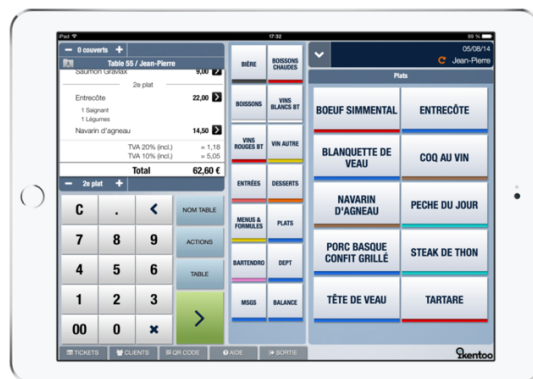 iPad
17:32
99 %
0 couverts
05/08/14
Table 55 / Jean-Pierre
Jean-Pierre
Saumon Gravlax 9,00
2e plat
Entrecôte 22,00
1 Saignant
1 Légumes
Navarin d'agneau 14,50
TVA 20% (incl.) = 1,18
TVA 10% (incl.) = 5,05
Total 62,60 €
2e plat
C . <
7 8 9
4 5 6
1 2 3
00 0 ×
NOM TABLE
ACTIONS
TABLE
>
BIÈRE
BOISSONS CHAUDES
BOISSONS
VINS BLANCS BT
VINS ROUGES BT
VIN AUTRE
ENTRÉES
DESSERTS
MENUS & FORMULES
PLATS
BARTENDRO
DEPT
MSGS
BALANCE
Plats
BOEUF SIMMENTAL
ENTRECÔTE
BLANQUETTE DE VEAU
COQ AU VIN
NAVARIN D'AGNEAU
PECHE DU JOUR
PORC BASQUE CONFIT GRILLÉ
STEAK DE THON
TÊTE DE VEAU
TARTARE
TICKETS
CLIENTS
QR CODE
AIDE
SORTIE
ikentoo